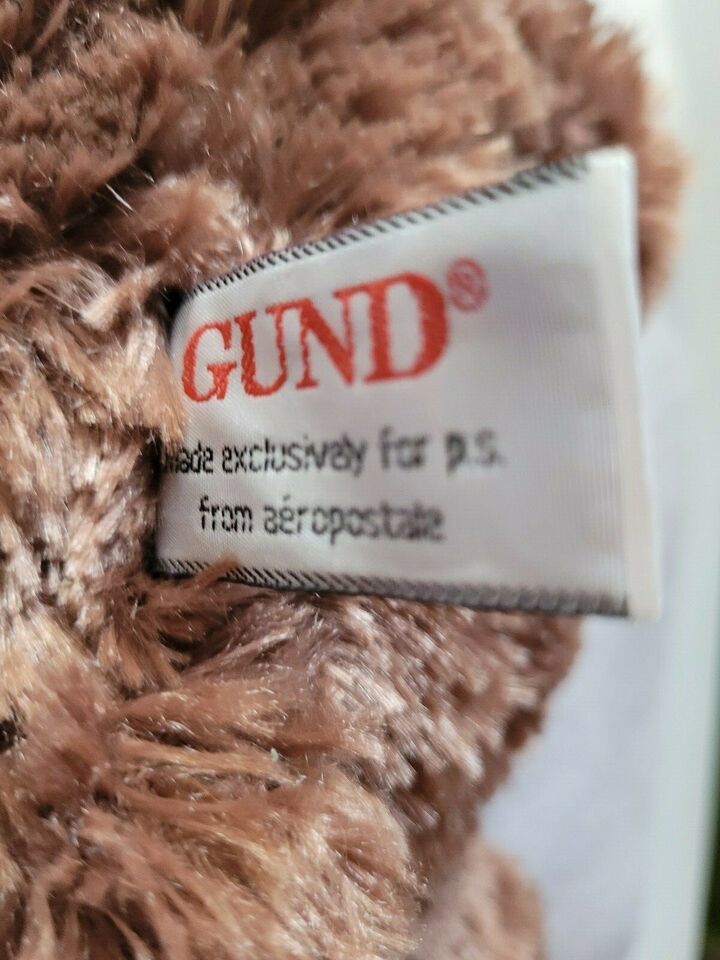 GUND®
made exclusively for p.s.
from aéropostale